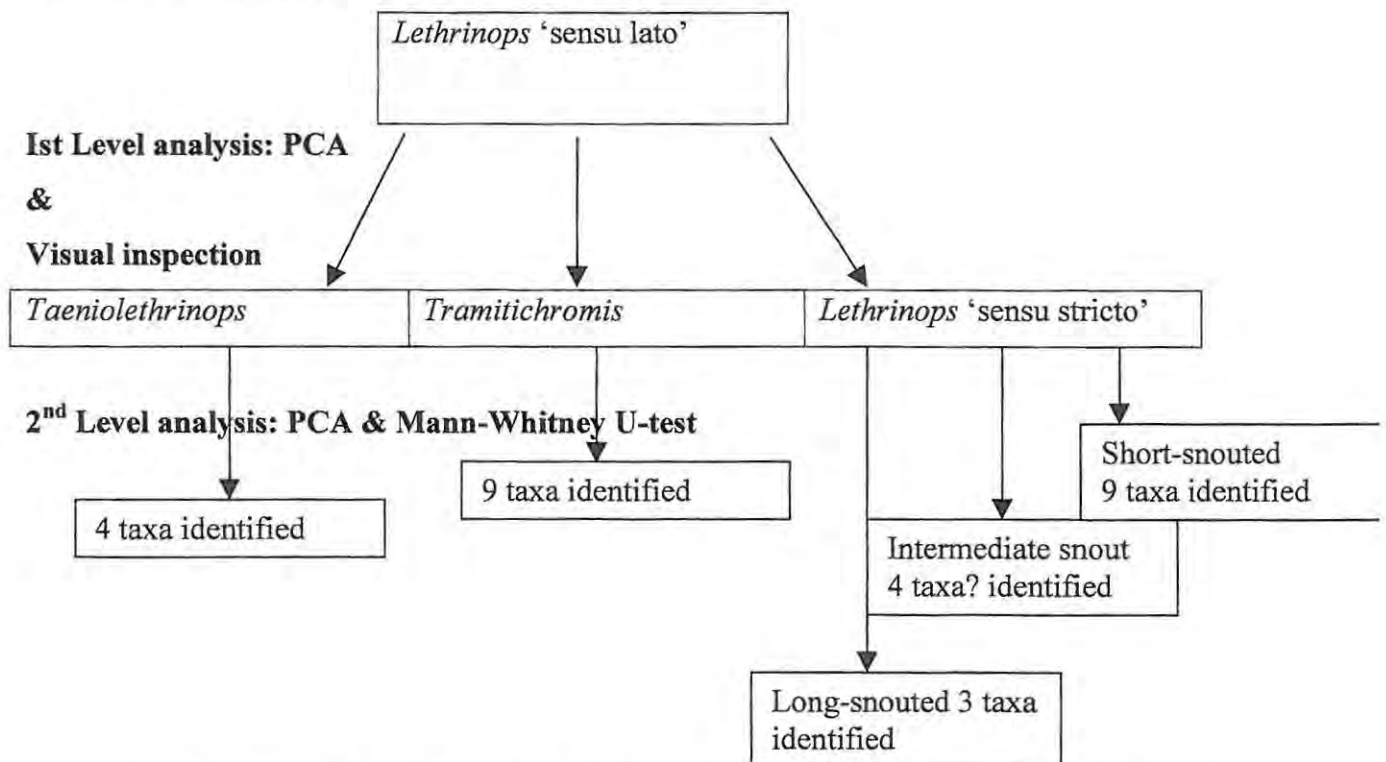 Lethrinops ‘sensu lato’
Ist Level analysis: PCA
&
Visual inspection
Taeniolethrinops
Tramitichromis
Lethrinops ‘sensu stricto’
2nd Level analysis: PCA & Mann-Whitney U-test
4 taxa identified
9 taxa identified
Short-snouted
9 taxa identified
Intermediate snout
4 taxa? identified
Long-snouted 3 taxa
identified